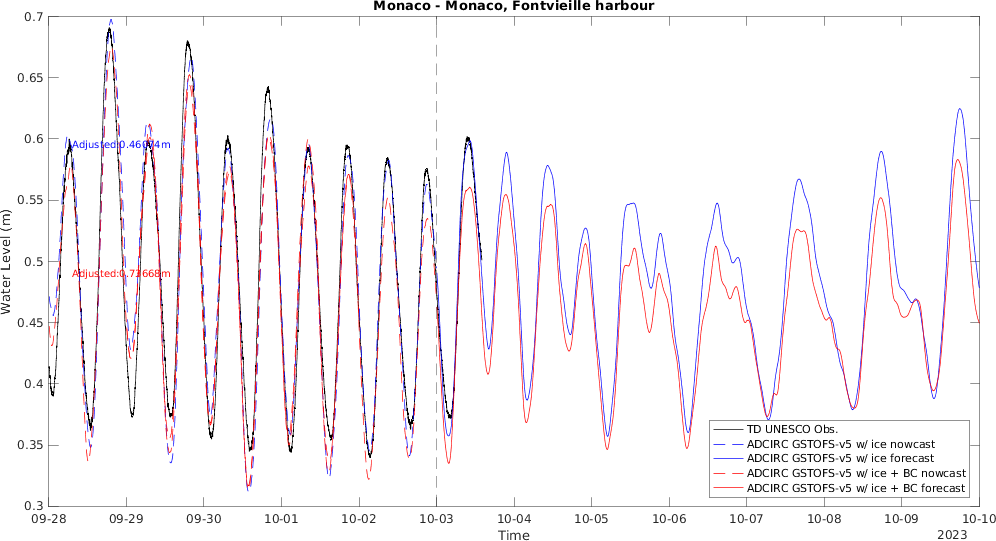 Monaco - Monaco, Fontvieille harbour
Water Level (m)
0.7
0.65
0.6
0.55
0.5
0.45
0.4
0.35
0.3
Adjusted:0.46074m
Adjusted:0.73668m
TD UNESCO Obs.
ADCIRC GSTOFS-v5 w/ ice nowcast
ADCIRC GSTOFS-v5 w/ ice forecast
ADCIRC GSTOFS-v5 w/ ice + BC nowcast
ADCIRC GSTOFS-v5 w/ ice + BC forecast
09-28 09-29 09-30 10-01 10-02 10-03 10-04 10-05 10-06 10-07 10-08 10-09 10-10
Time
2023